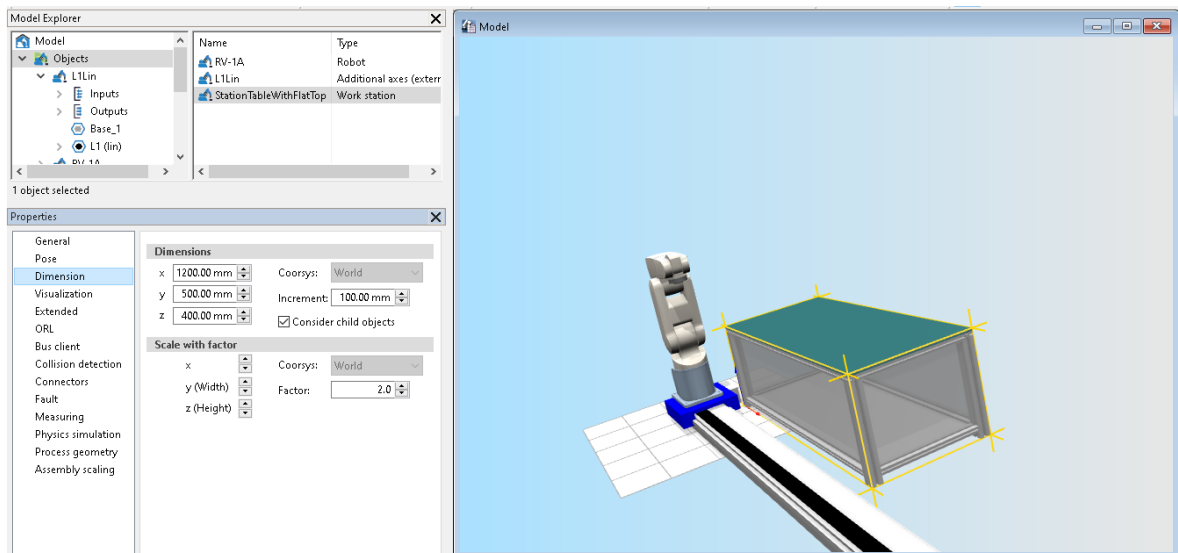 Model Explorer
Model
Objects
L1Lin
Inputs
Outputs
Base_1
L1 (lin)
RV-1A
Name Type
RV-1A Robot
L1Lin Additional axes (extern
StationTableWithFlatTop Work station
1 object selected
Properties
General
Pose
Dimension
Visualization
Extended
ORL
Bus client
Collision detection
Connectors
Fault
Measuring
Physics simulation
Process geometry
Assembly scaling
Dimensions
x 1200.00 mm Coorsys: World
y 500.00 mm Increment: 100.00 mm
z 400.00 mm Consider child objects
Scale with factor
x Coorsys: World
y (Width) Factor: 2.0
z (Height)
Model